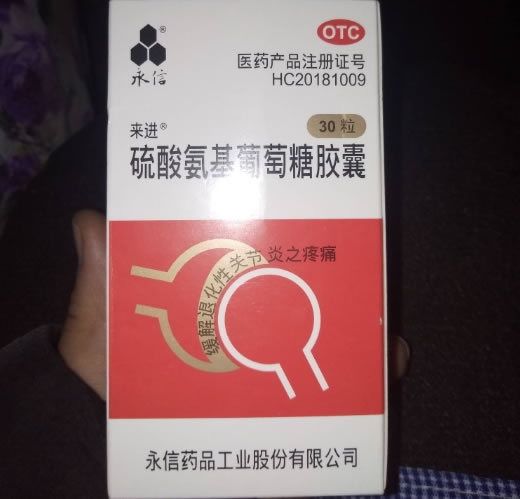 OTC
医药产品注册证号
HC20181009
永信®
来进®
30粒
硫酸氨基葡萄糖胶囊
缓解退化性关节炎之疼痛
永信药品工业股份有限公司